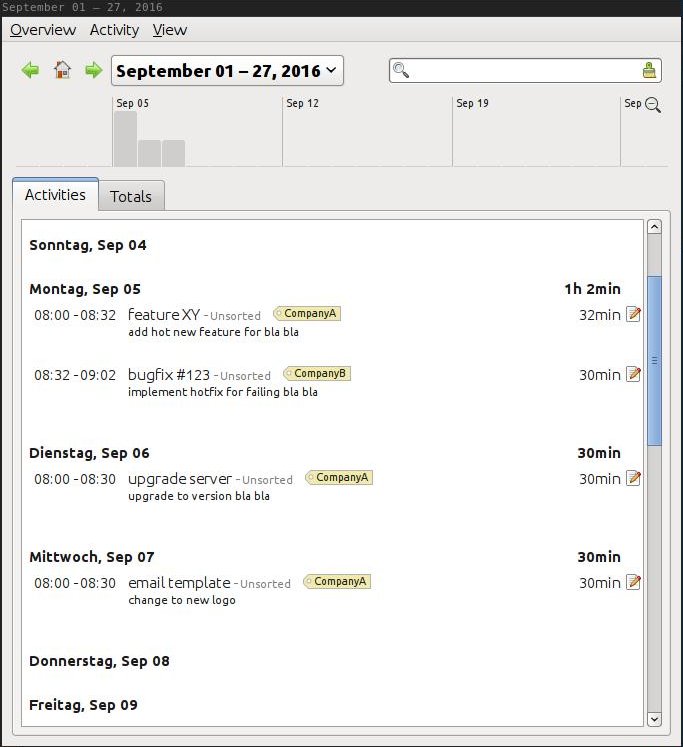 September 01 – 27, 2016
Overview Activity View
September 01 – 27, 2016
Sep 05 Sep 12 Sep 19 Sep
Activities Totals
Sonntag, Sep 04
Montag, Sep 05 1h 2min
08:00 - 08:32 feature XY - Unsorted CompanyA 32min
add hot new feature for bla bla
08:32 - 09:02 bugfix #123 - Unsorted CompanyB 30min
implement hotfix for failing bla bla
Dienstag, Sep 06 30min
08:00 - 08:30 upgrade server - Unsorted CompanyA 30min
upgrade to version bla bla
Mittwoch, Sep 07 30min
08:00 - 08:30 email template - Unsorted CompanyA 30min
change to new logo
Donnerstag, Sep 08
Freitag, Sep 09